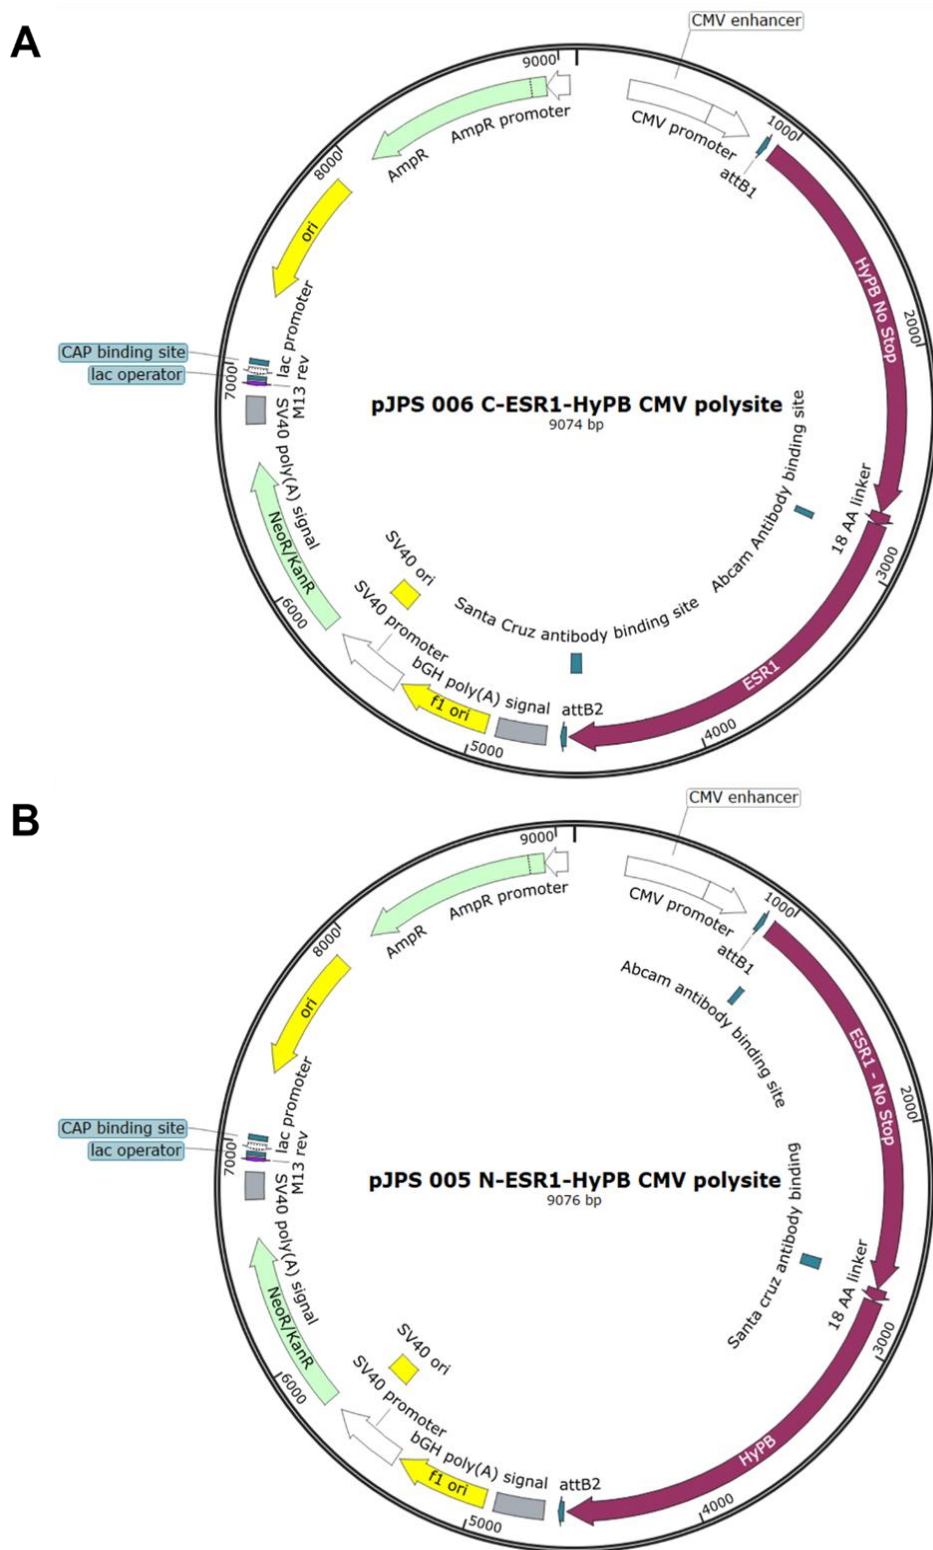 A
CMV enhancer
9000
AmpR promoter
CMV promoter
1000
attB1
AmpR
8000
ori
HyPB No Stop
2000
lac promoter
CAP binding site
lac operator
7000
M13 rev
pJPS 006 C-ESR1-HyPB CMV polysite
9074 bp
SV40 poly(A) signal
Abcam Antibody binding site
18 AA linker
NeoR/KanR
3000
SV40 ori
6000
SV40 promoter
Santa Cruz antibody binding site
bGH poly(A) signal
ESR1
attB2
f1 ori
4000
5000
B
CMV enhancer
9000
AmpR promoter
CMV promoter
1000
attB1
AmpR
8000
Abcam antibody binding site
ori
ESR1 - No Stop
2000
lac promoter
CAP binding site
lac operator
7000
M13 rev
pJPS 005 N-ESR1-HyPB CMV polysite
9076 bp
SV40 poly(A) signal
Santa cruz antibody binding
18 AA linker
NeoR/KanR
3000
SV40 ori
6000
SV40 promoter
bGH poly(A) signal
HyPB
attB2
f1 ori
4000
5000